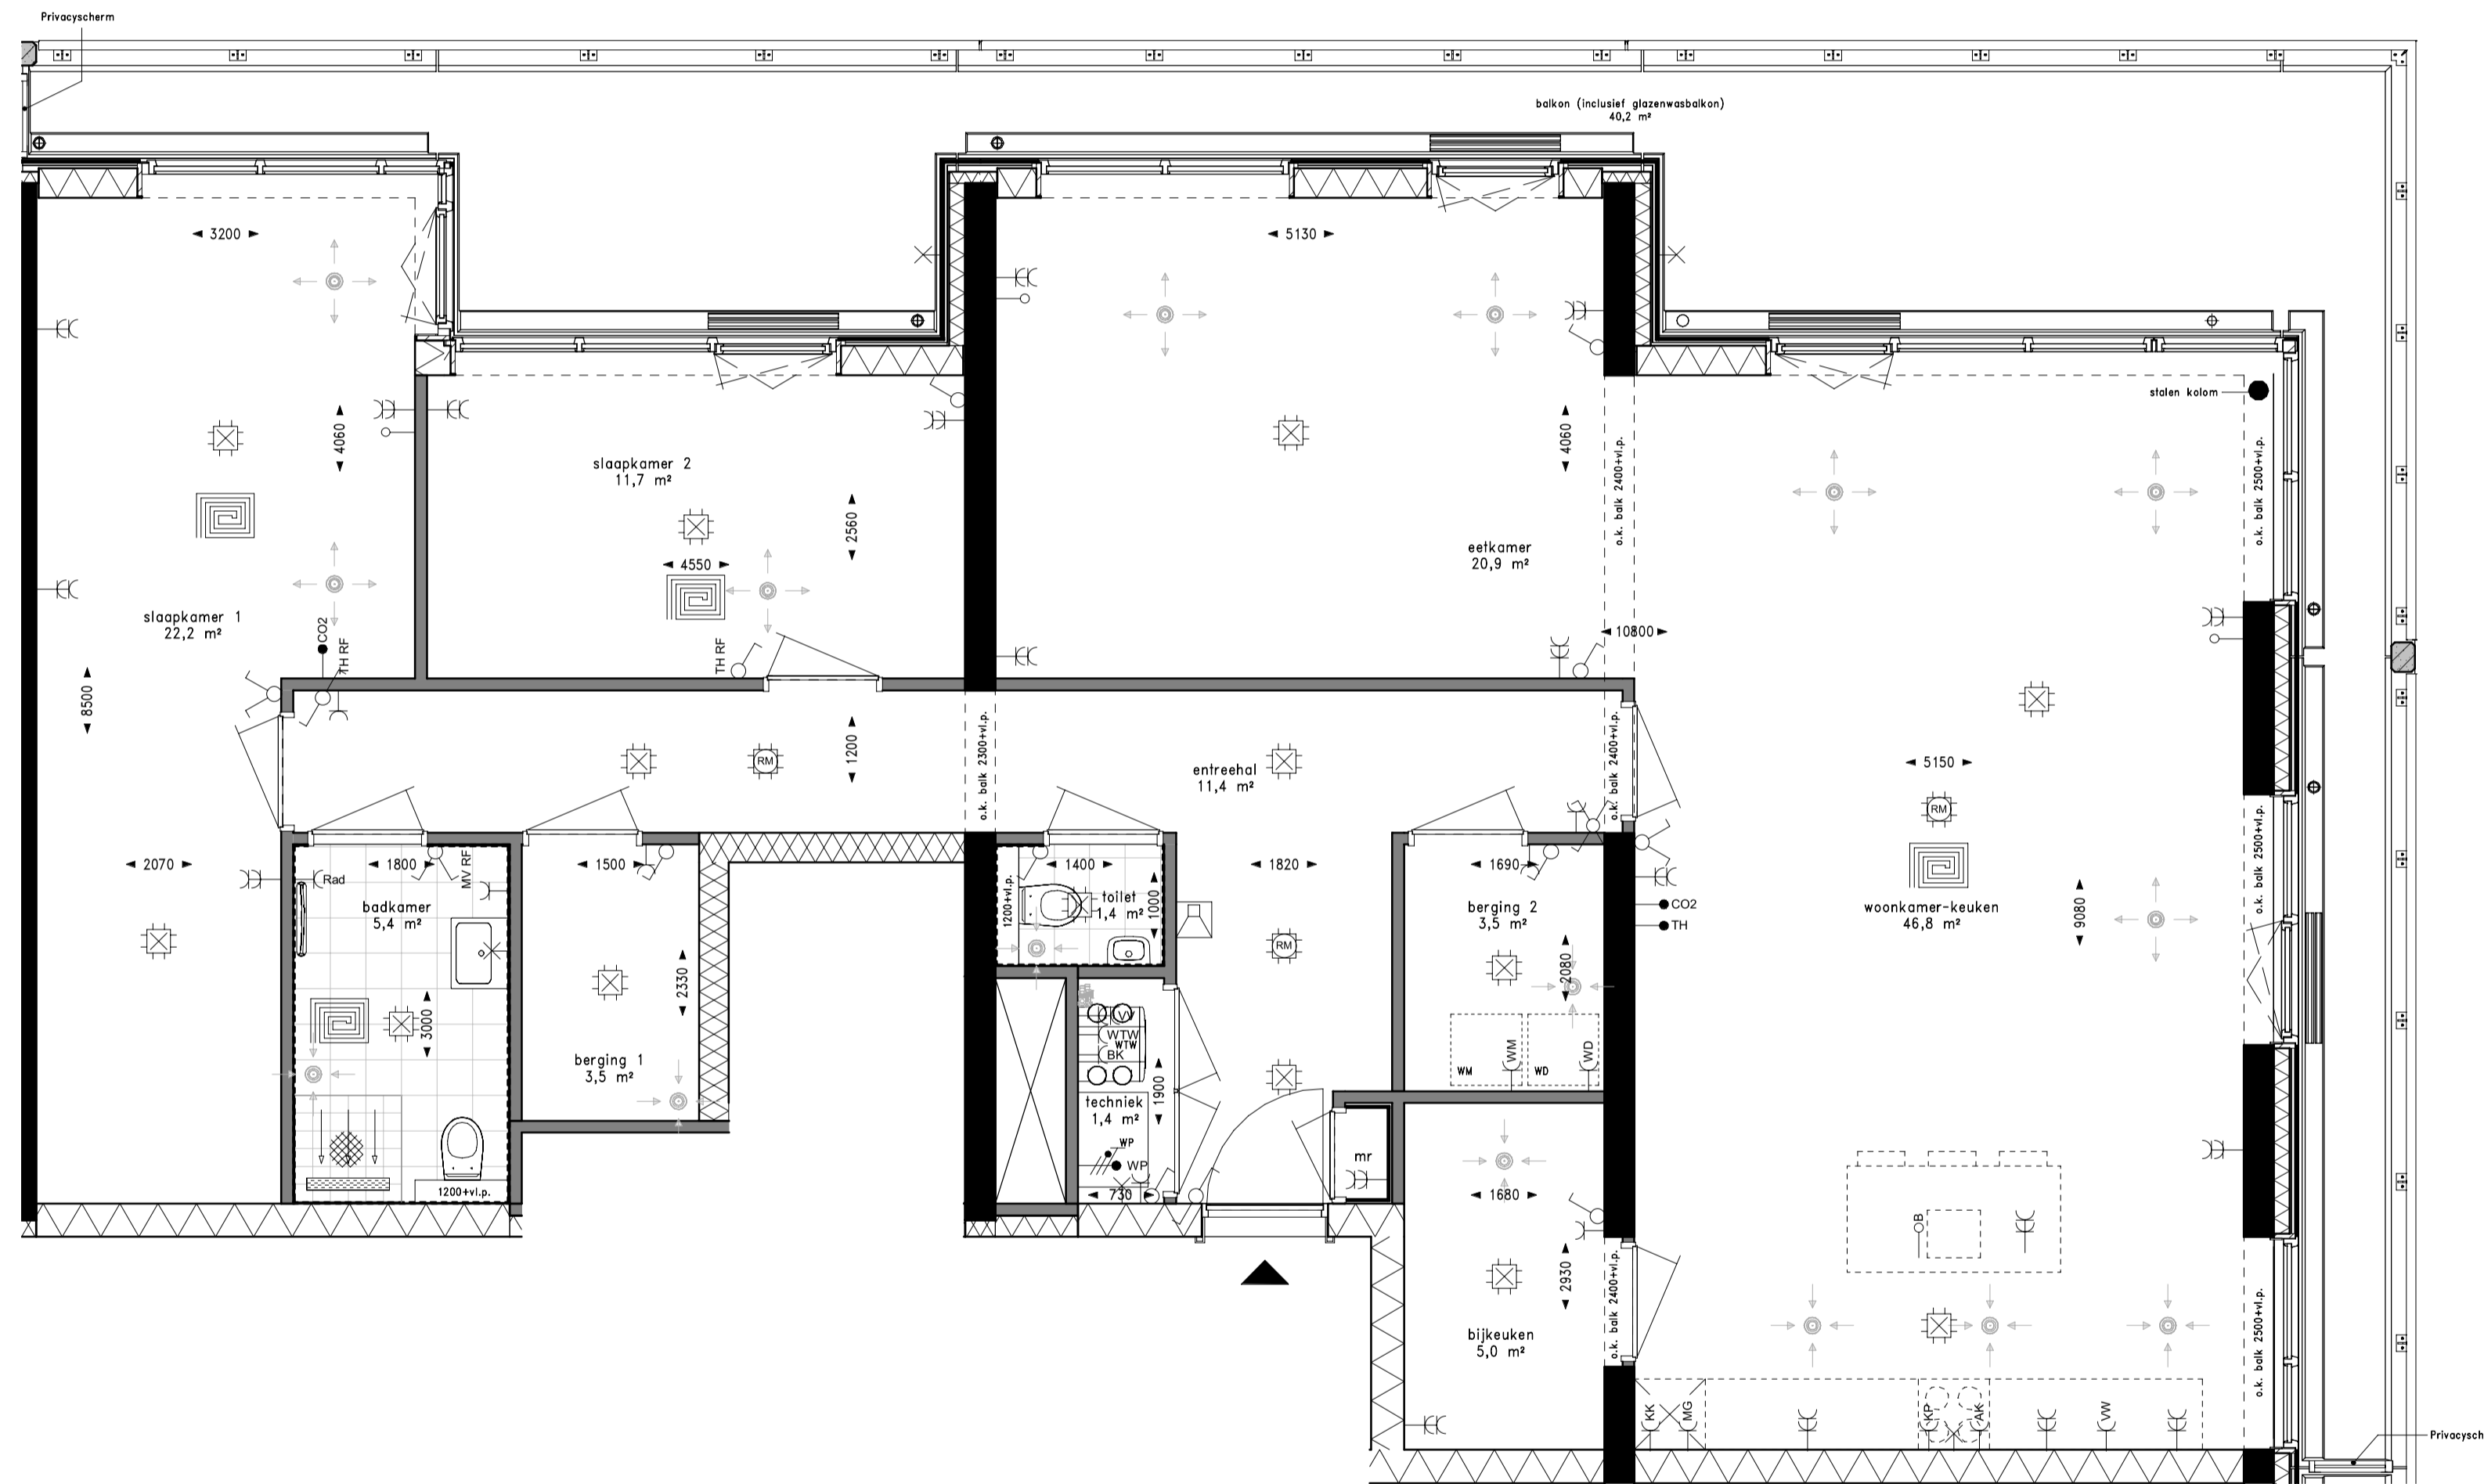 Privacyscherm
balkon (inclusief glazenwasbalkon)
40,2 m²
3200
5130
stalen kolom
4060
4060
o.k. balk 2400+vl.p.
o.k. balk 2500+vl.p.
slaapkamer 2
11,7 m²
2560
4550
eetkamer
20,9 m²
slaapkamer 1
22,2 m²
CO2
TH RF
TH RF
10800
8500
1200
o.k. balk 2300+vl.p.
o.k. balk 2400+vl.p.
RM
entreehal
11,4 m²
5150
RM
2070
Rad
1800
MV RF
1500
1400
1820
1690
1200+vl.p.
1000
toilet
1,4 m²
badkamer
5,4 m²
berging 2
3,5 m²
CO2
TH
woonkamer-keuken
46,8 m²
9080
o.k. balk 2500+vl.p.
RM
2330
2080
3000
VV
WTW
WTW
BK
berging 1
3,5 m²
WM
WM
WD
WD
1900
techniek
1,4 m²
WP
WP
mr
1200+vl.p.
730
1680
OB
2930
o.k. balk 2400+vl.p.
bijkeuken
5,0 m²
o.k. balk 2500+vl.p.
KK
MG
KP
AK
VW
Privacysch